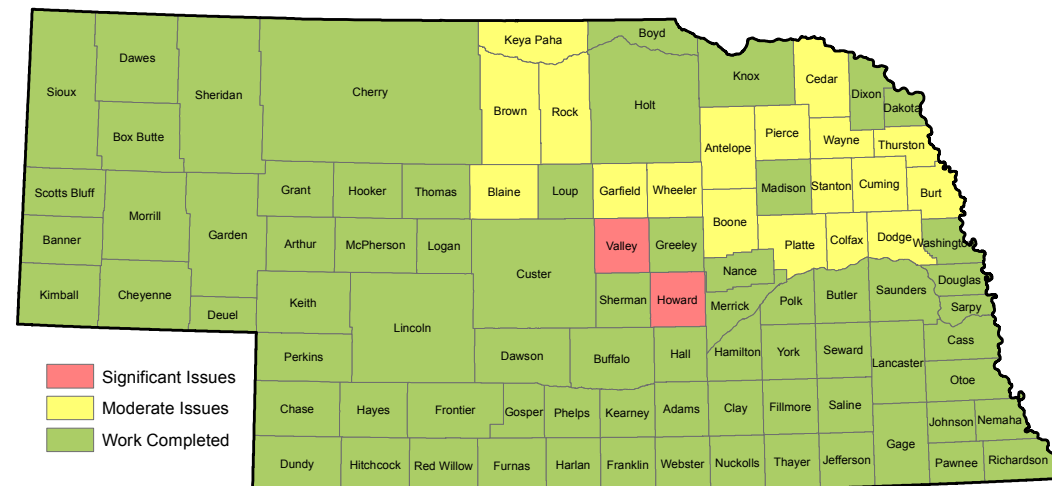 Keya Paha
Boyd
Dawes
Sioux
Sheridan
Cherry
Knox
Cedar
Dixon
Dakota
Brown
Rock
Holt
Box Butte
Antelope
Pierce
Wayne
Thurston
Scotts Bluff
Morrill
Grant
Hooker
Thomas
Blaine
Loup
Garfield
Wheeler
Madison
Stanton
Cuming
Burt
Banner
Garden
Arthur
McPherson
Logan
Custer
Valley
Greeley
Boone
Platte
Colfax
Dodge
Washington
Kimball
Cheyenne
Deuel
Keith
Lincoln
Sherman
Howard
Nance
Merrick
Polk
Butler
Saunders
Douglas
Sarpy
Perkins
Dawson
Buffalo
Hall
Hamilton
York
Seward
Lancaster
Cass
Otoe
Significant Issues
Moderate Issues
Work Completed
Chase
Hayes
Frontier
Gosper
Phelps
Kearney
Adams
Clay
Fillmore
Saline
Gage
Johnson
Nemaha
Dundy
Hitchcock
Red Willow
Furnas
Harlan
Franklin
Webster
Nuckolls
Thayer
Jefferson
Pawnee
Richardson